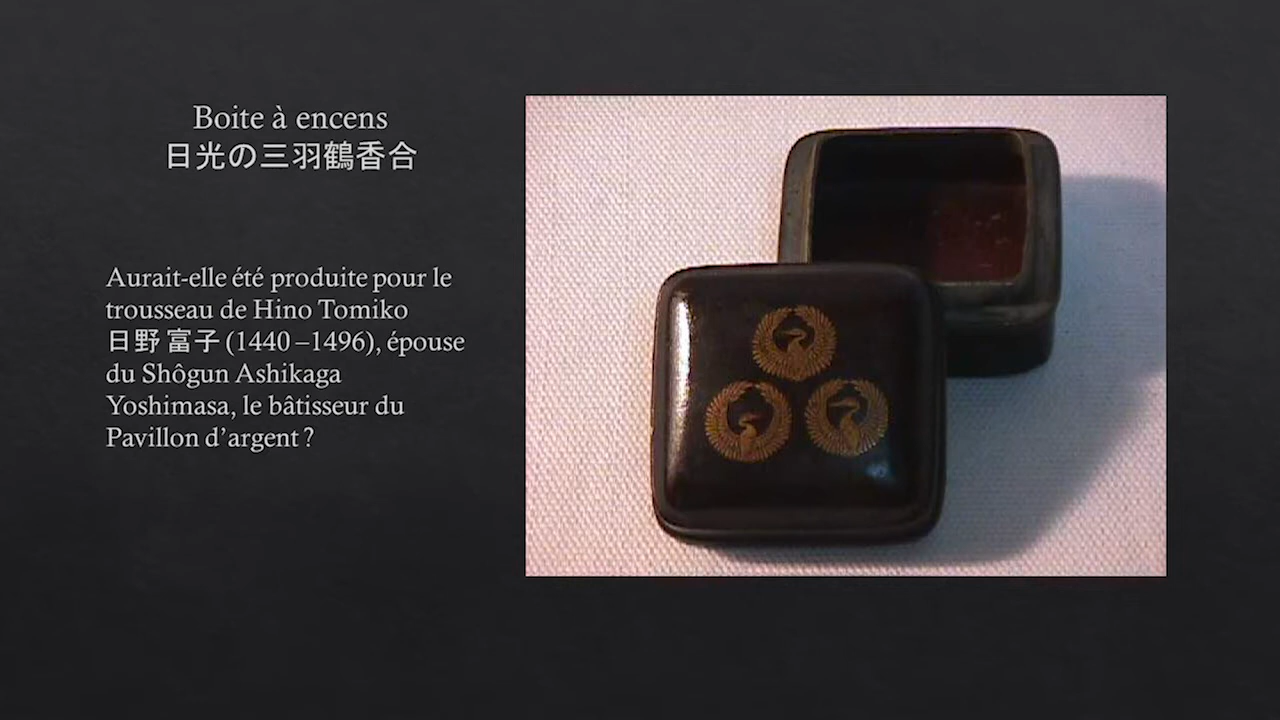 Boite à encens
日光の三羽鶴香合
Aurait-elle été produite pour le
trousseau de Hino Tomiko
日野 富子 (1440 –1496), épouse
du Shôgun Ashikaga
Yoshimasa, le bâtisseur du
Pavillon d’argent ?